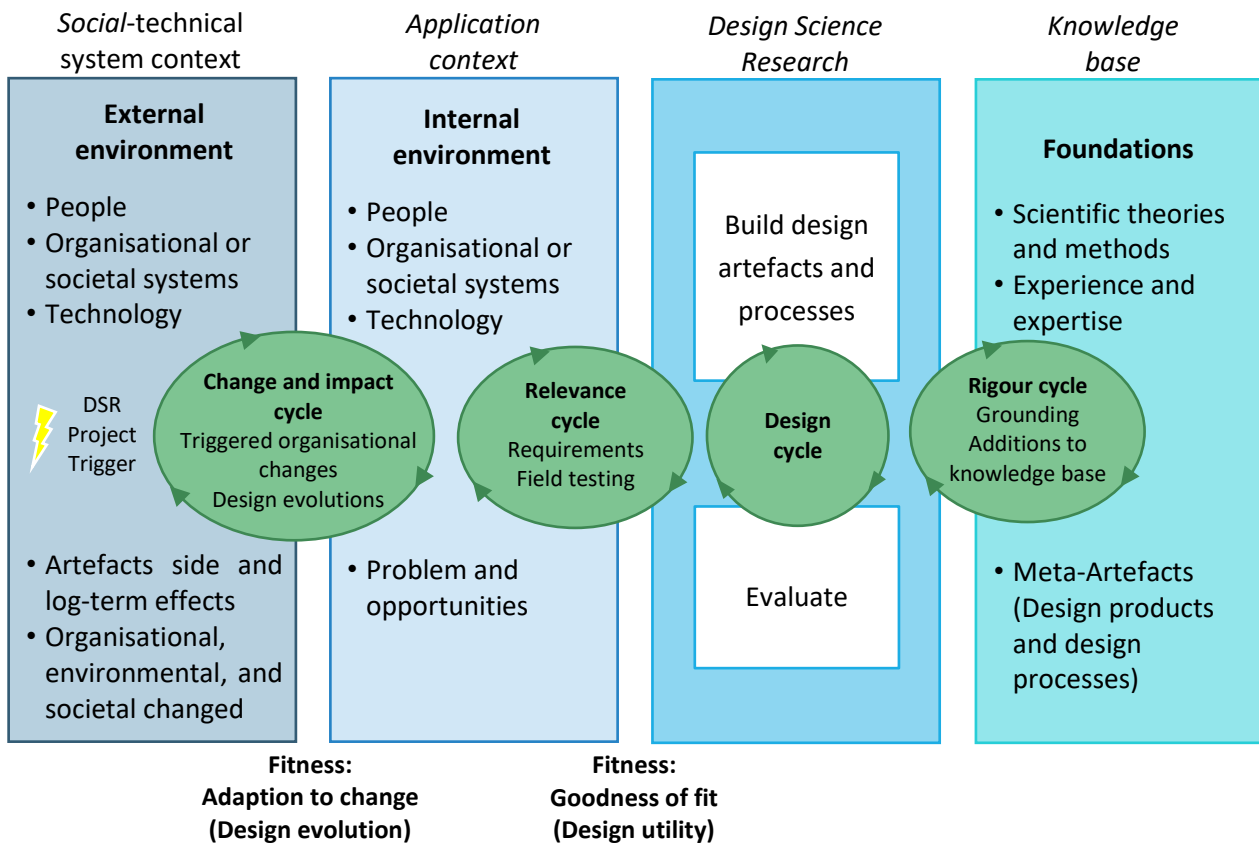 Social-technical
system context
Application
context
Design Science
Research
Knowledge
base
External
environment
• People
• Organisational or
societal systems
• Technology
DSR
Project
Trigger
Change and impact
cycle
Triggered organisational
changes
Design evolutions
• Artefacts side and
log-term effects
• Organisational,
environmental, and
societal changed
Internal
environment
• People
• Organisational or
societal systems
• Technology
Relevance
cycle
Requirements
Field testing
• Problem and
opportunities
Build design
artefacts and
processes
Design
cycle
Evaluate
Foundations
• Scientific theories
and methods
• Experience and
expertise
Rigour cycle
Grounding
Additions to
knowledge base
• Meta-Artefacts
(Design products
and design
processes)
Fitness:
Adaption to change
(Design evolution)
Fitness:
Goodness of fit
(Design utility)